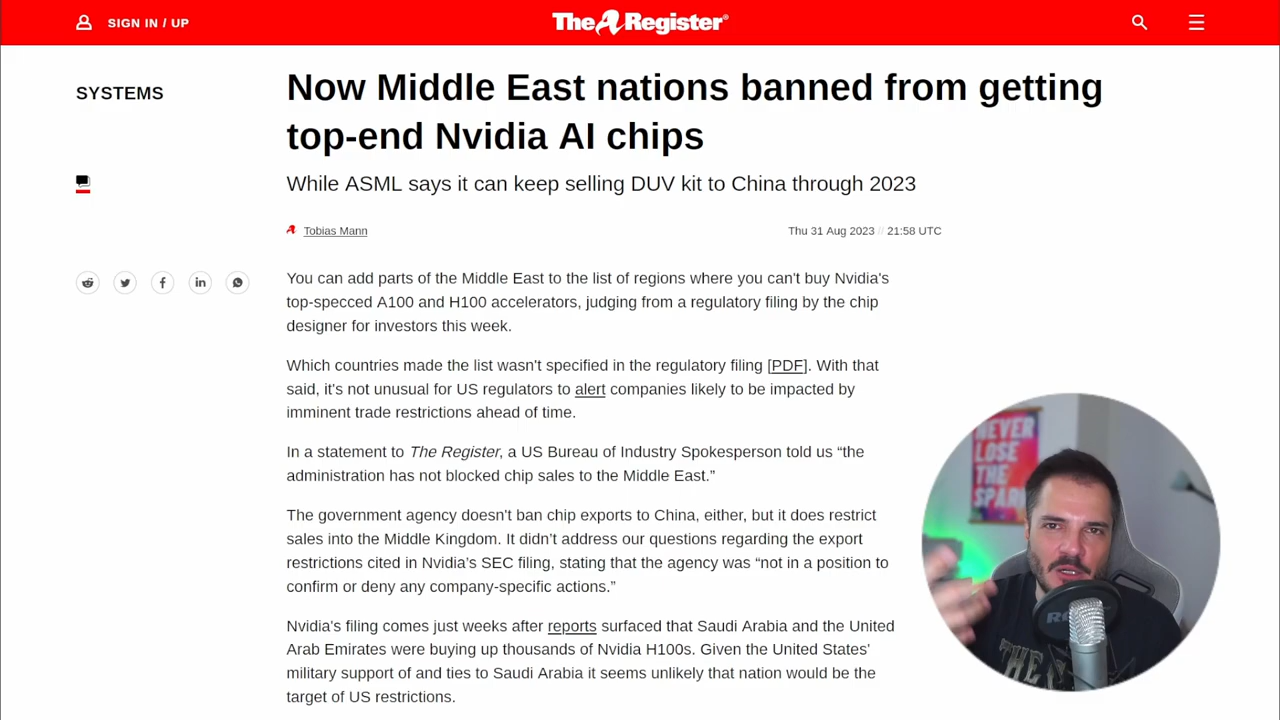 SIGN IN / UP
The Register®
SYSTEMS
Now Middle East nations banned from getting
top-end Nvidia AI chips
While ASML says it can keep selling DUV kit to China through 2023
Tobias Mann
Thu 31 Aug 2023 // 21:58 UTC
You can add parts of the Middle East to the list of regions where you can't buy Nvidia's
top-specced A100 and H100 accelerators, judging from a regulatory filing by the chip
designer for investors this week.
Which countries made the list wasn't specified in the regulatory filing [PDF]. With that
said, it's not unusual for US regulators to alert companies likely to be impacted by
imminent trade restrictions ahead of time.
In a statement to The Register, a US Bureau of Industry Spokesperson told us “the
administration has not blocked chip sales to the Middle East.”
The government agency doesn't ban chip exports to China, either, but it does restrict
sales into the Middle Kingdom. It didn’t address our questions regarding the export
restrictions cited in Nvidia’s SEC filing, stating that the agency was “not in a position to
confirm or deny any company-specific actions.”
Nvidia's filing comes just weeks after reports surfaced that Saudi Arabia and the United
Arab Emirates were buying up thousands of Nvidia H100s. Given the United States’
military support of and ties to Saudi Arabia it seems unlikely that nation would be the
target of US restrictions.
NEVER
LOSE
THE